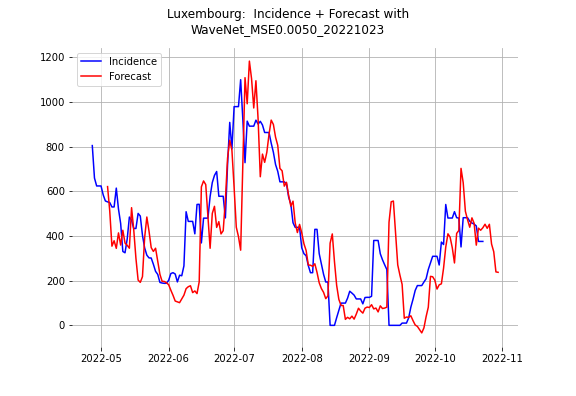 Luxembourg:  Incidence + Forecast with
WaveNet_MSE0.0050_20221023
Incidence
Forecast
1200
1000
800
600
400
200
0
2022-05 2022-06 2022-07 2022-08 2022-09 2022-10 2022-11